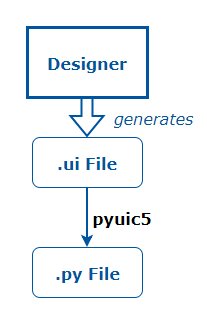 Designer
generates
.ui File
pyuic5
.py File